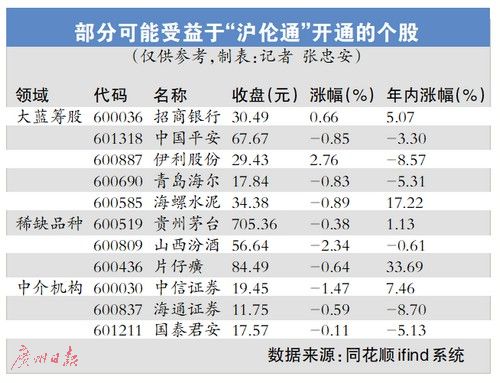 部分可能受益于“沪伦通”开通的个股
(仅供参考,制表:记者 张忠安)
领域 代码 名称 收盘(元) 涨幅(%) 年内涨幅(%)
大蓝筹股 600036 招商银行 30.49 0.66 5.07
601318 中国平安 67.67 −0.85 −3.30
600887 伊利股份 29.43 2.76 −8.57
600690 青岛海尔 17.84 −0.83 −5.31
600585 海螺水泥 34.38 −0.89 17.22
稀缺品种 600519 贵州茅台 705.36 −0.38 1.13
600809 山西汾酒 56.64 −2.34 −0.61
600436 片仔癀 84.49 −0.64 33.69
中介机构 600030 中信证券 19.45 −1.47 7.46
600837 海通证券 11.75 −0.59 −8.70
601211 国泰君安 17.57 −0.11 −5.13
廣州日報 数据来源:同花顺ifind系统